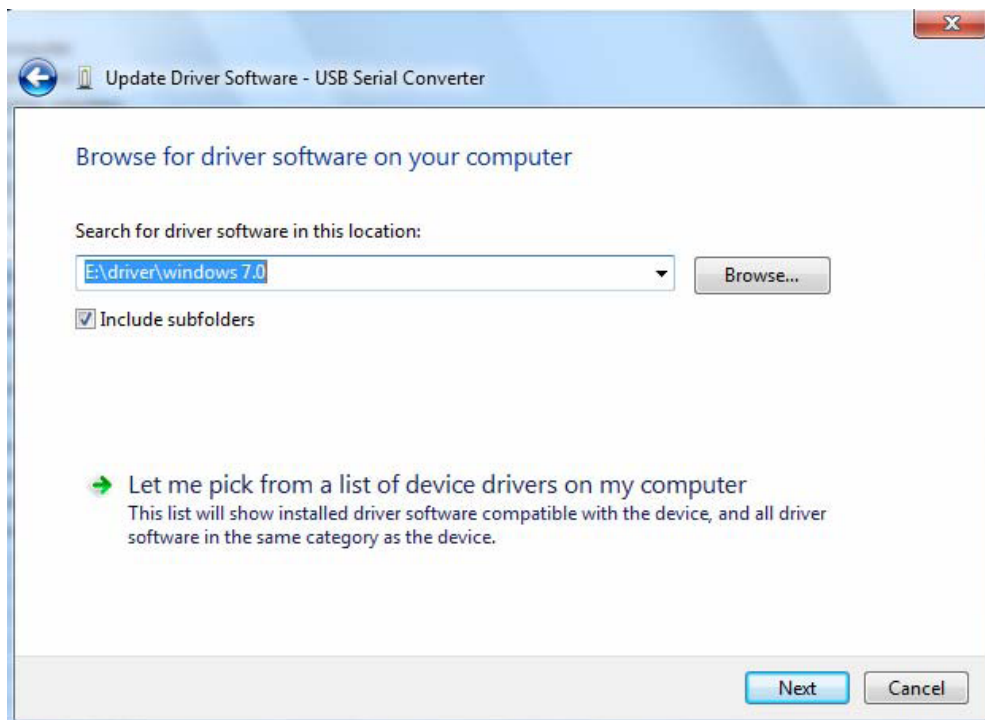 Update Driver Software - USB Serial Converter
Browse for driver software on your computer
Search for driver software in this location:
E:\driver\windows 7.0
Browse...
Include subfolders
Let me pick from a list of device drivers on my computer
This list will show installed driver software compatible with the device, and all driver
software in the same category as the device.
Next
Cancel